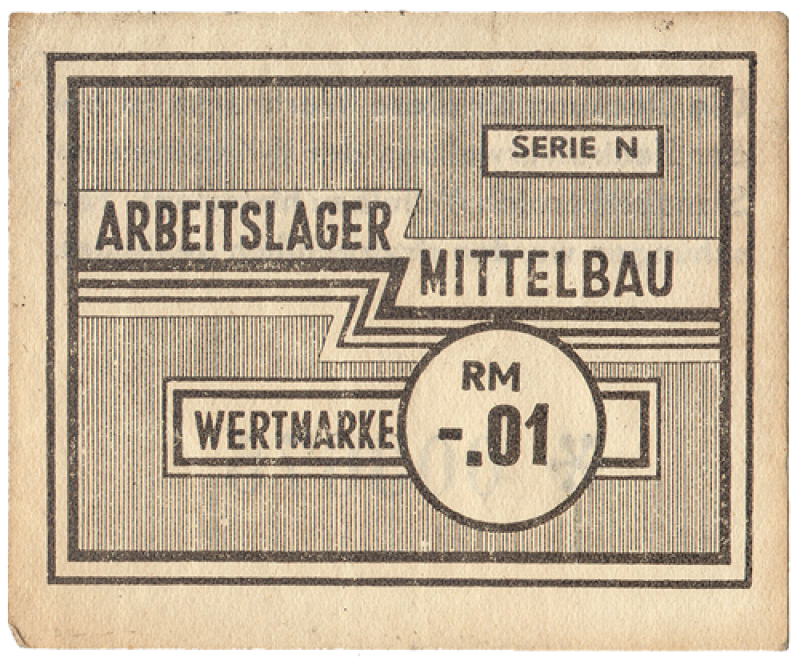 SERIE N
ARBEITSLAGER
MITTELBAU
RM
WERTMARKE -.01